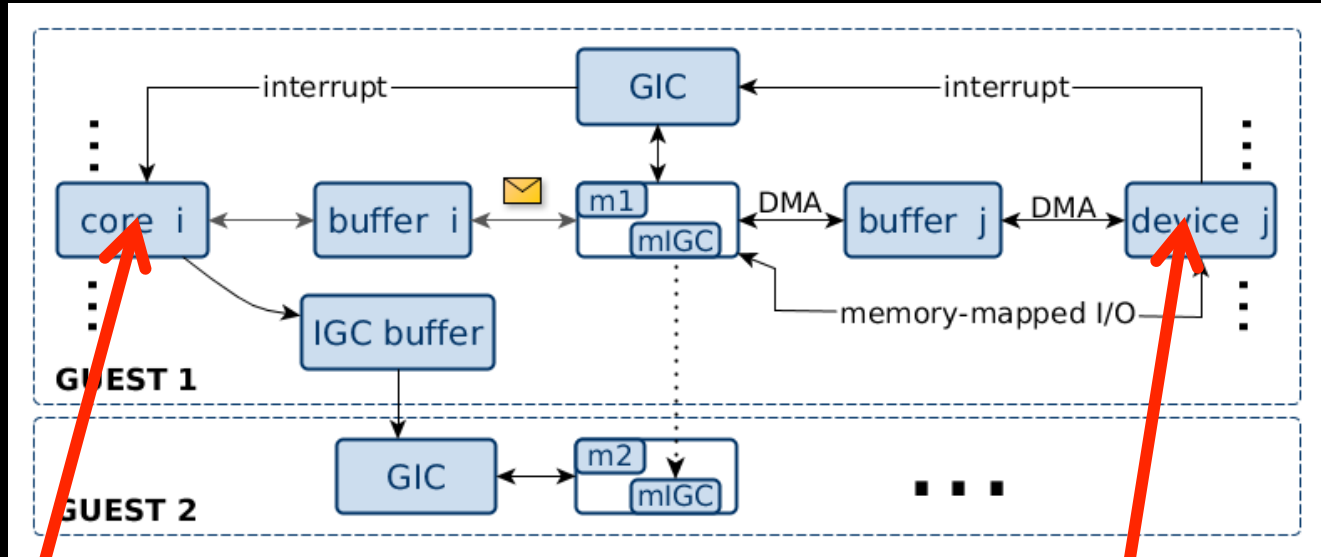 GIC
interrupt
interrupt
core i
buffer i
m1
mIGC
DMA
buffer j
DMA
device j
IGC buffer
memory-mapped I/O
GUEST 1
GIC
m2
mIGC
GUEST 2